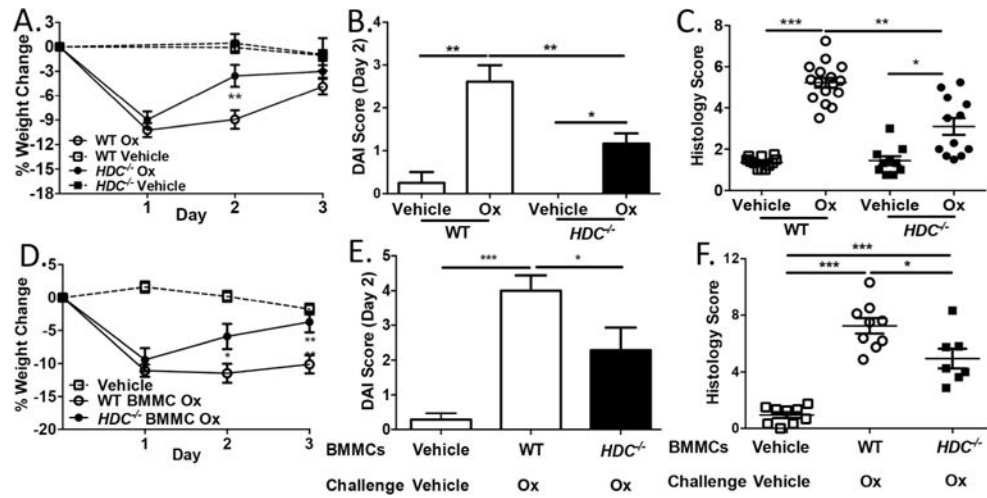 A.
% Weight Change
0
-3
-6
-9
-12
-15
-18
**
WT Ox
WT Vehicle
HDC-/- Ox
HDC-/- Vehicle
1 2 3
Day
B.
DAI Score (Day 2)
4
3
2
1
0
** **
*
Vehicle Ox Vehicle Ox
WT HDC-/-
C.
Histology Score
8
6
4
2
0
*** **
*
Vehicle Ox Vehicle Ox
WT HDC-/-
D.
% Weight Change
0
-5
-10
-15
-20
*
**
**
Vehicle
WT BMMC Ox
HDC-/- BMMC Ox
1 2 3
Day
E.
DAI Score (Day 2)
5
4
3
2
1
0
*** *
BMMCs Vehicle WT HDC-/-
Challenge Vehicle Ox Ox
F.
Histology Score
12
8
4
0
***
*** *
Vehicle WT HDC-/-
Vehicle Ox Ox